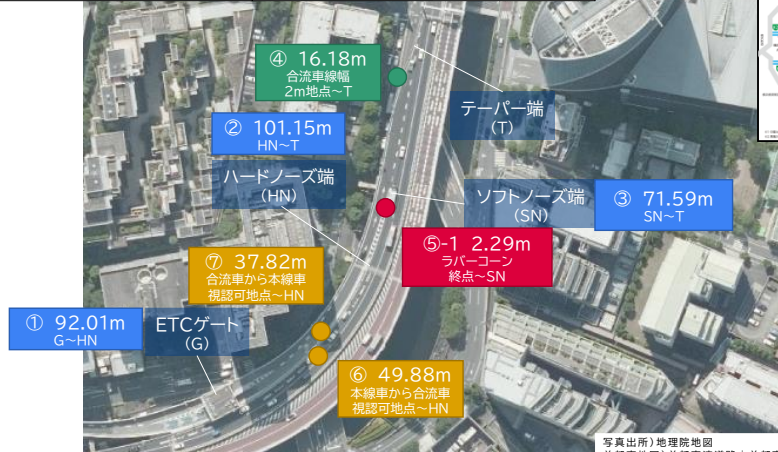 ④ 16.18m
合流車線幅
2m地点~T
テーパー端
(T)
② 101.15m
HN~T
ハードノーズ端
(HN)
ソフトノーズ端
(SN)
③ 71.59m
SN~T
⑤-1 2.29m
ラバーコーン
終点~SN
⑦ 37.82m
合流車から本線車
視認可地点~HN
① 92.01m
G~HN
ETCゲート
(G)
⑥ 49.88m
本線車から合流車
視認可地点~HN
写真出所)地理院地図